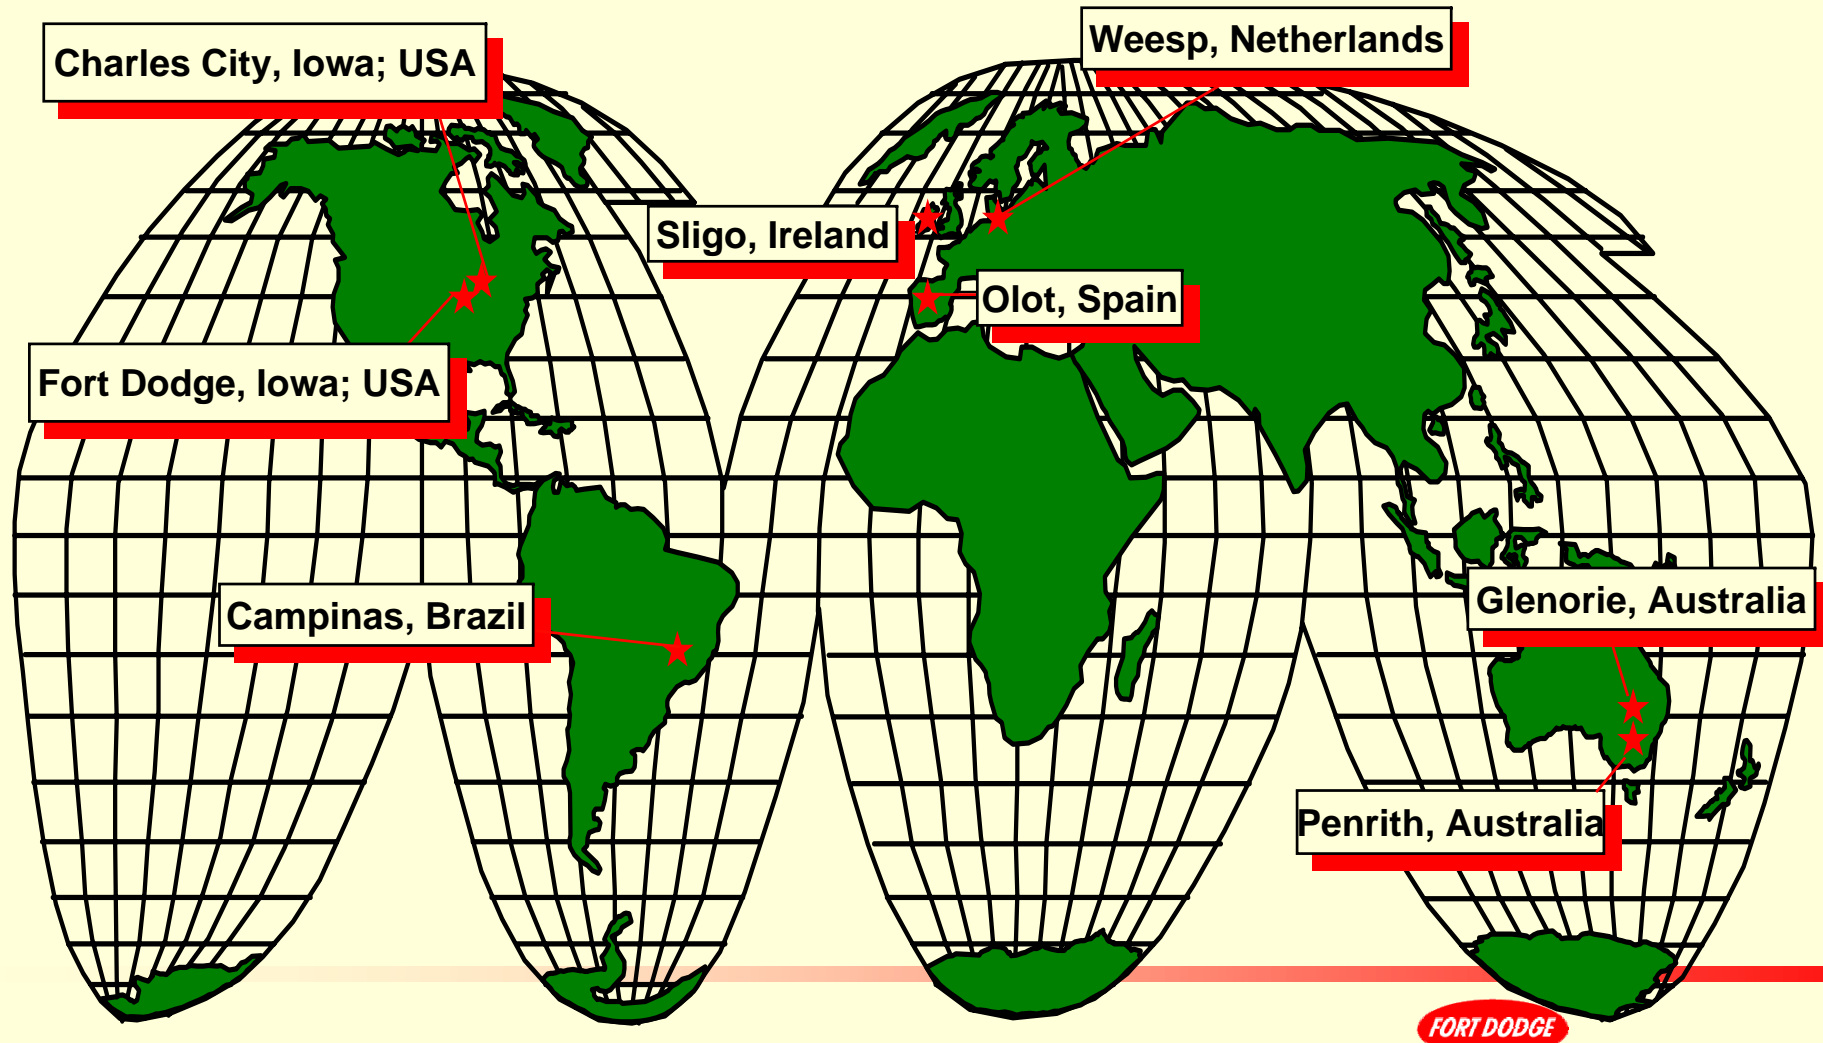 Charles City, Iowa; USA
Weesp, Netherlands
Sligo, Ireland
Olot, Spain
Fort Dodge, Iowa; USA
Campinas, Brazil
Glenorie, Australia
Penrith, Australia
FORT DODGE